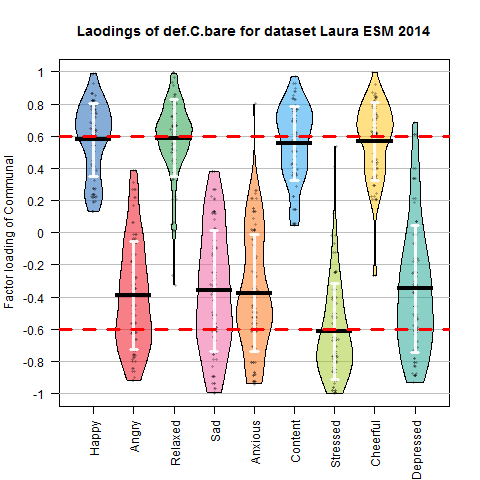 Laodings of def.C.bare for dataset Laura ESM 2014
Factor loading of Communal
1
0.8
0.6
0.4
0.2
0
-0.2
-0.4
-0.6
-0.8
-1
Happy
Angry
Relaxed
Sad
Anxious
Content
Stressed
Cheerful
Depressed